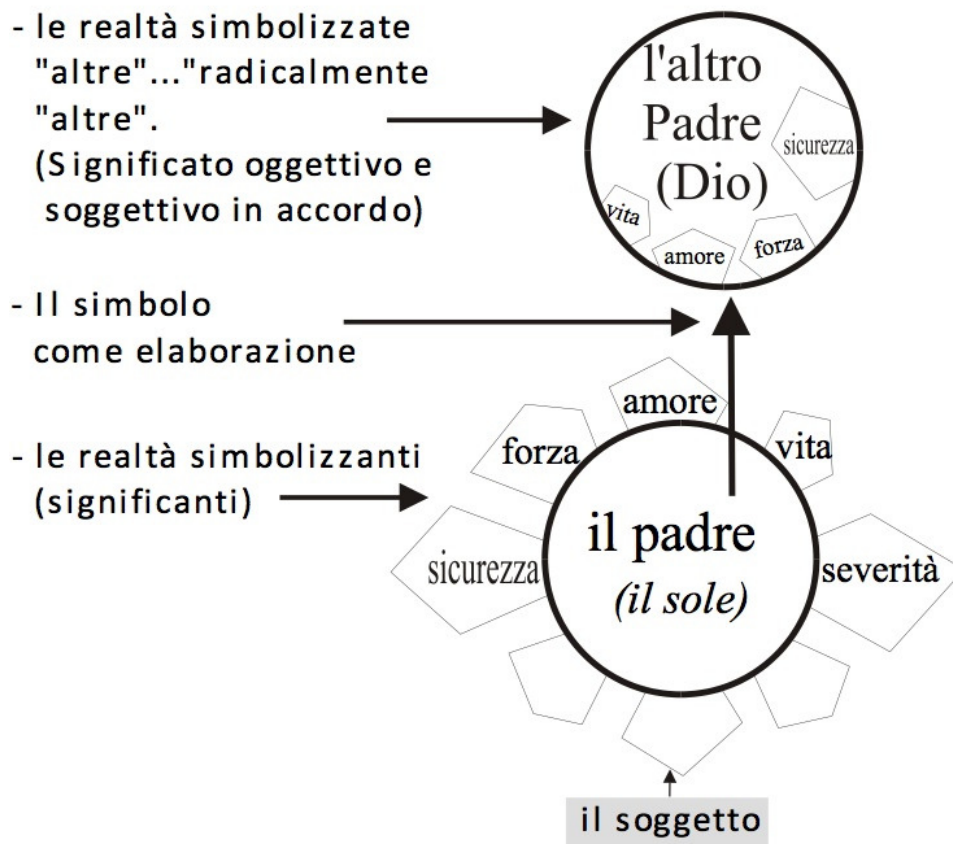 - le realtà simbolizzate
"altre"..."radicalmente
"altre".
(Significato oggettivo e
soggettivo in accordo)
l'altro
Padre
(Dio)
sicurezza
vita
amore
forza
- Il simbolo
come elaborazione
- le realtà simbolizzanti
(significanti)
amore
forza
vita
sicurezza
il padre
(il sole)
severità
il soggetto